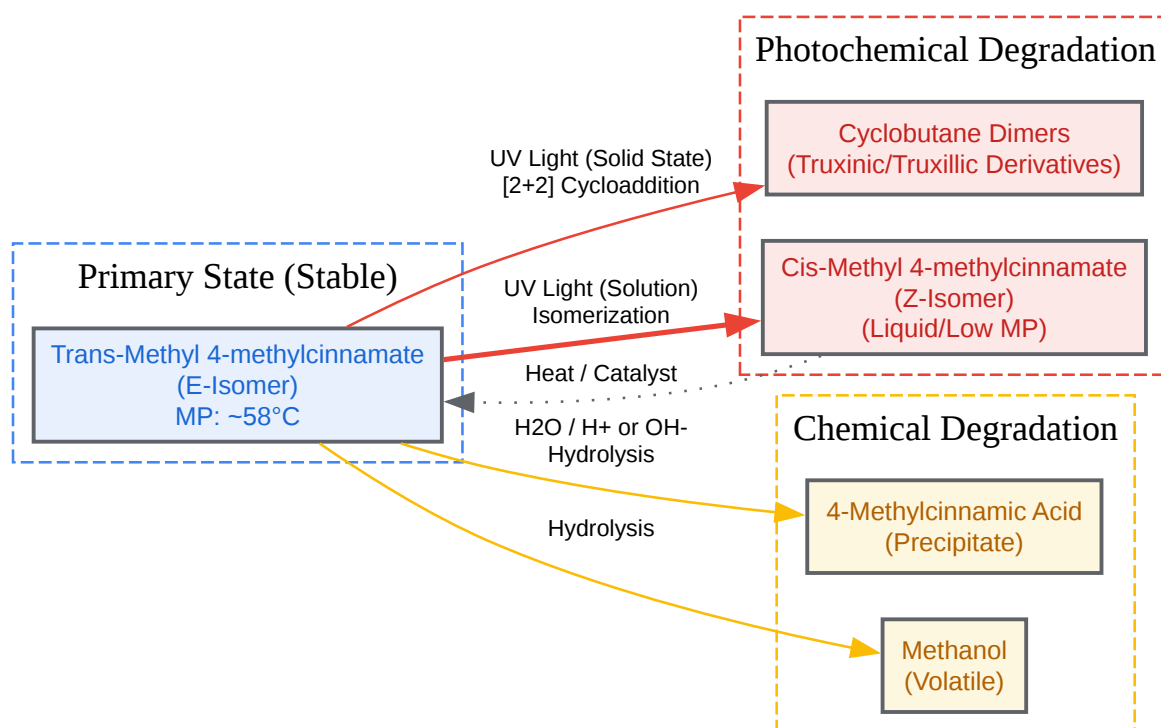 Photochemical Degradation
Cyclobutane Dimers
(Truxinic/Truxillic Derivatives)
UV Light (Solid State)
[2+2] Cycloaddition
Primary State (Stable)
Trans-Methyl 4-methylcinnamate
(E-Isomer)
MP: ~58°C
UV Light (Solution)
Isomerization
Cis-Methyl 4-methylcinnamate
(Z-Isomer)
(Liquid/Low MP)
Heat / Catalyst
H2O / H+ or OH-
Hydrolysis
Chemical Degradation
4-Methylcinnamic Acid
(Precipitate)
Hydrolysis
Methanol
(Volatile)